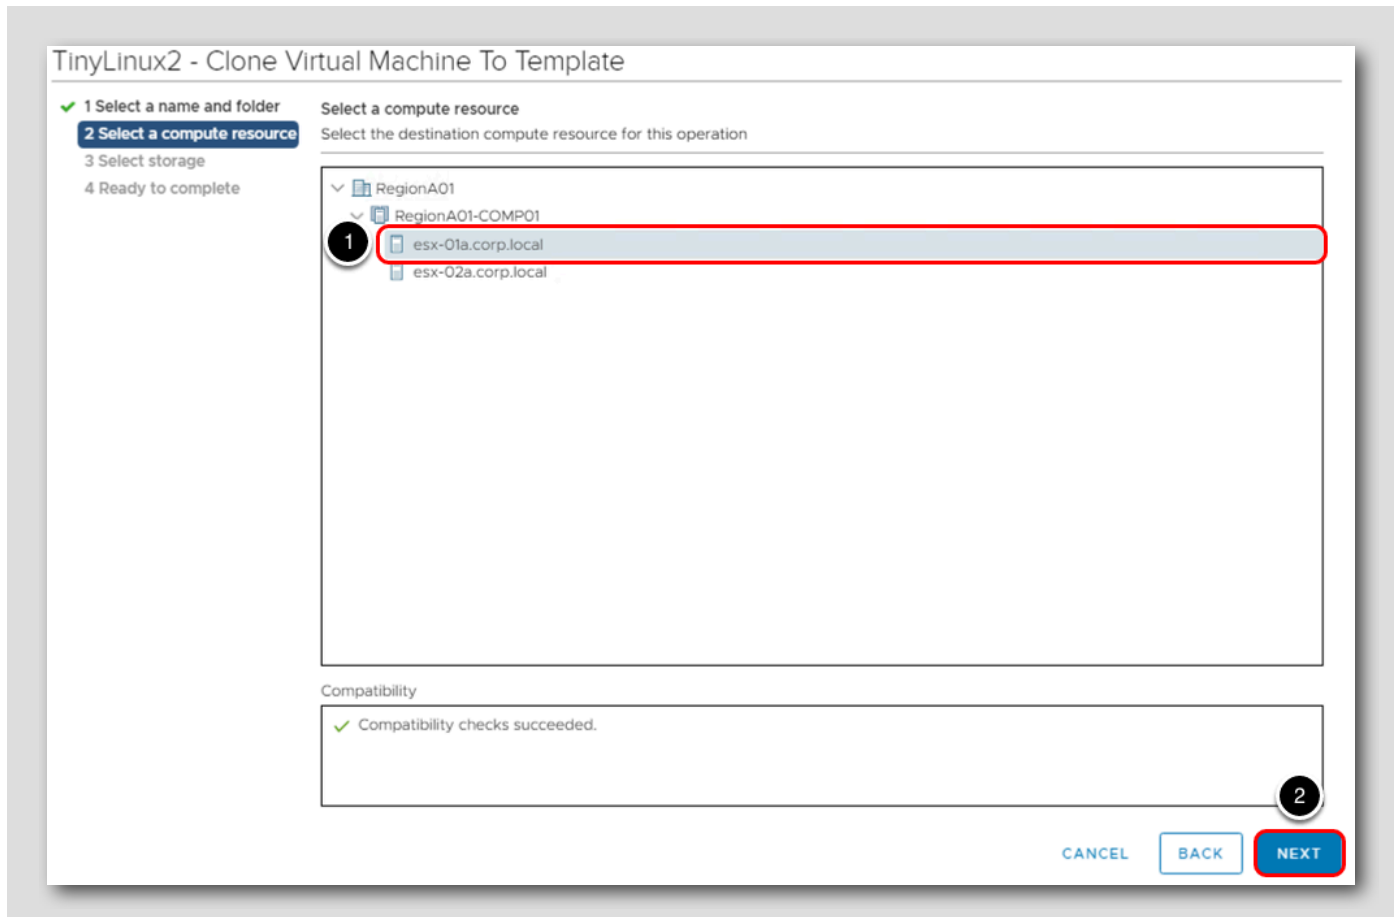 TinyLinux2 - Clone Virtual Machine To Template
1 Select a name and folder
2 Select a compute resource
3 Select storage
4 Ready to complete
Select a compute resource
Select the destination compute resource for this operation
RegionA01
RegionA01-COMP01
1
esx-01a.corp.local
esx-02a.corp.local
Compatibility
Compatibility checks succeeded.
2
CANCEL BACK NEXT